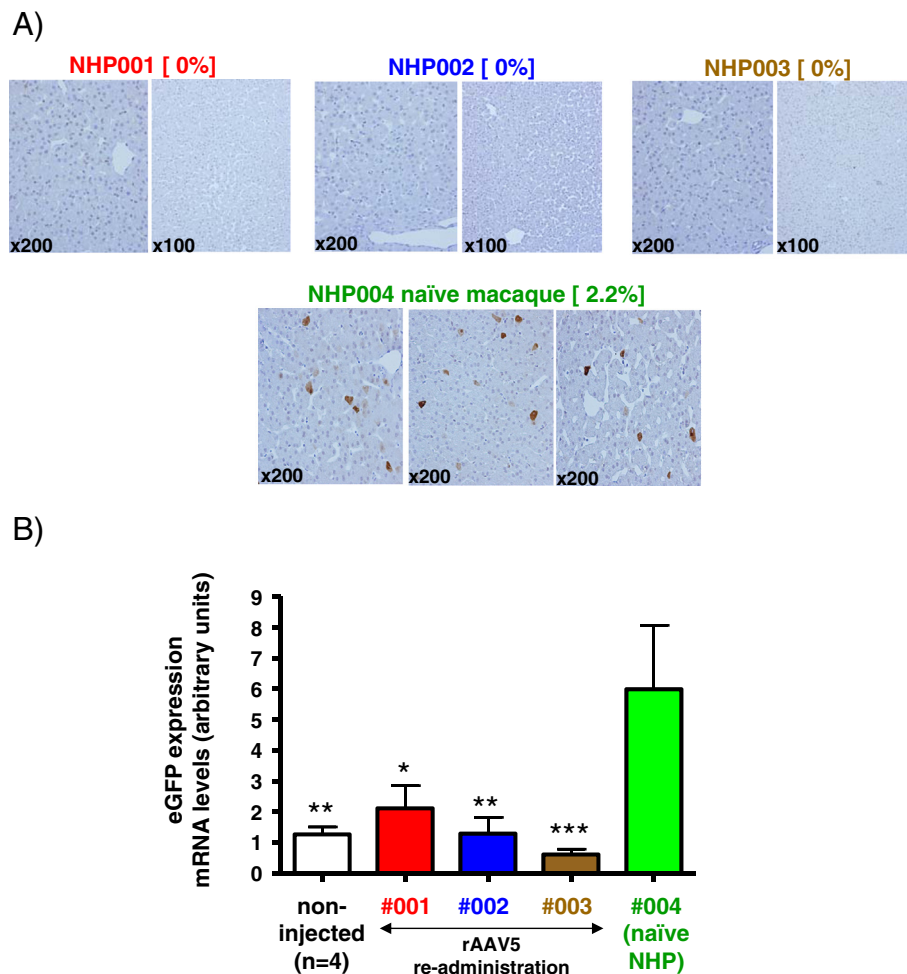 A)
NHP001 [ 0%]
NHP002 [ 0%]
NHP003 [ 0%]
x200
x100
x200
x100
x200
x100
NHP004 naïve macaque [ 2.2%]
x200
x200
x200
B)
eGFP expression
mRNA levels (arbitrary units)
9
8
7
6
5
4
3
2
1
0
**
*
**
***
non-
injected
(n=4)
#001
#002
#003
#004
(naïve
NHP)
rAAV5
re-administration